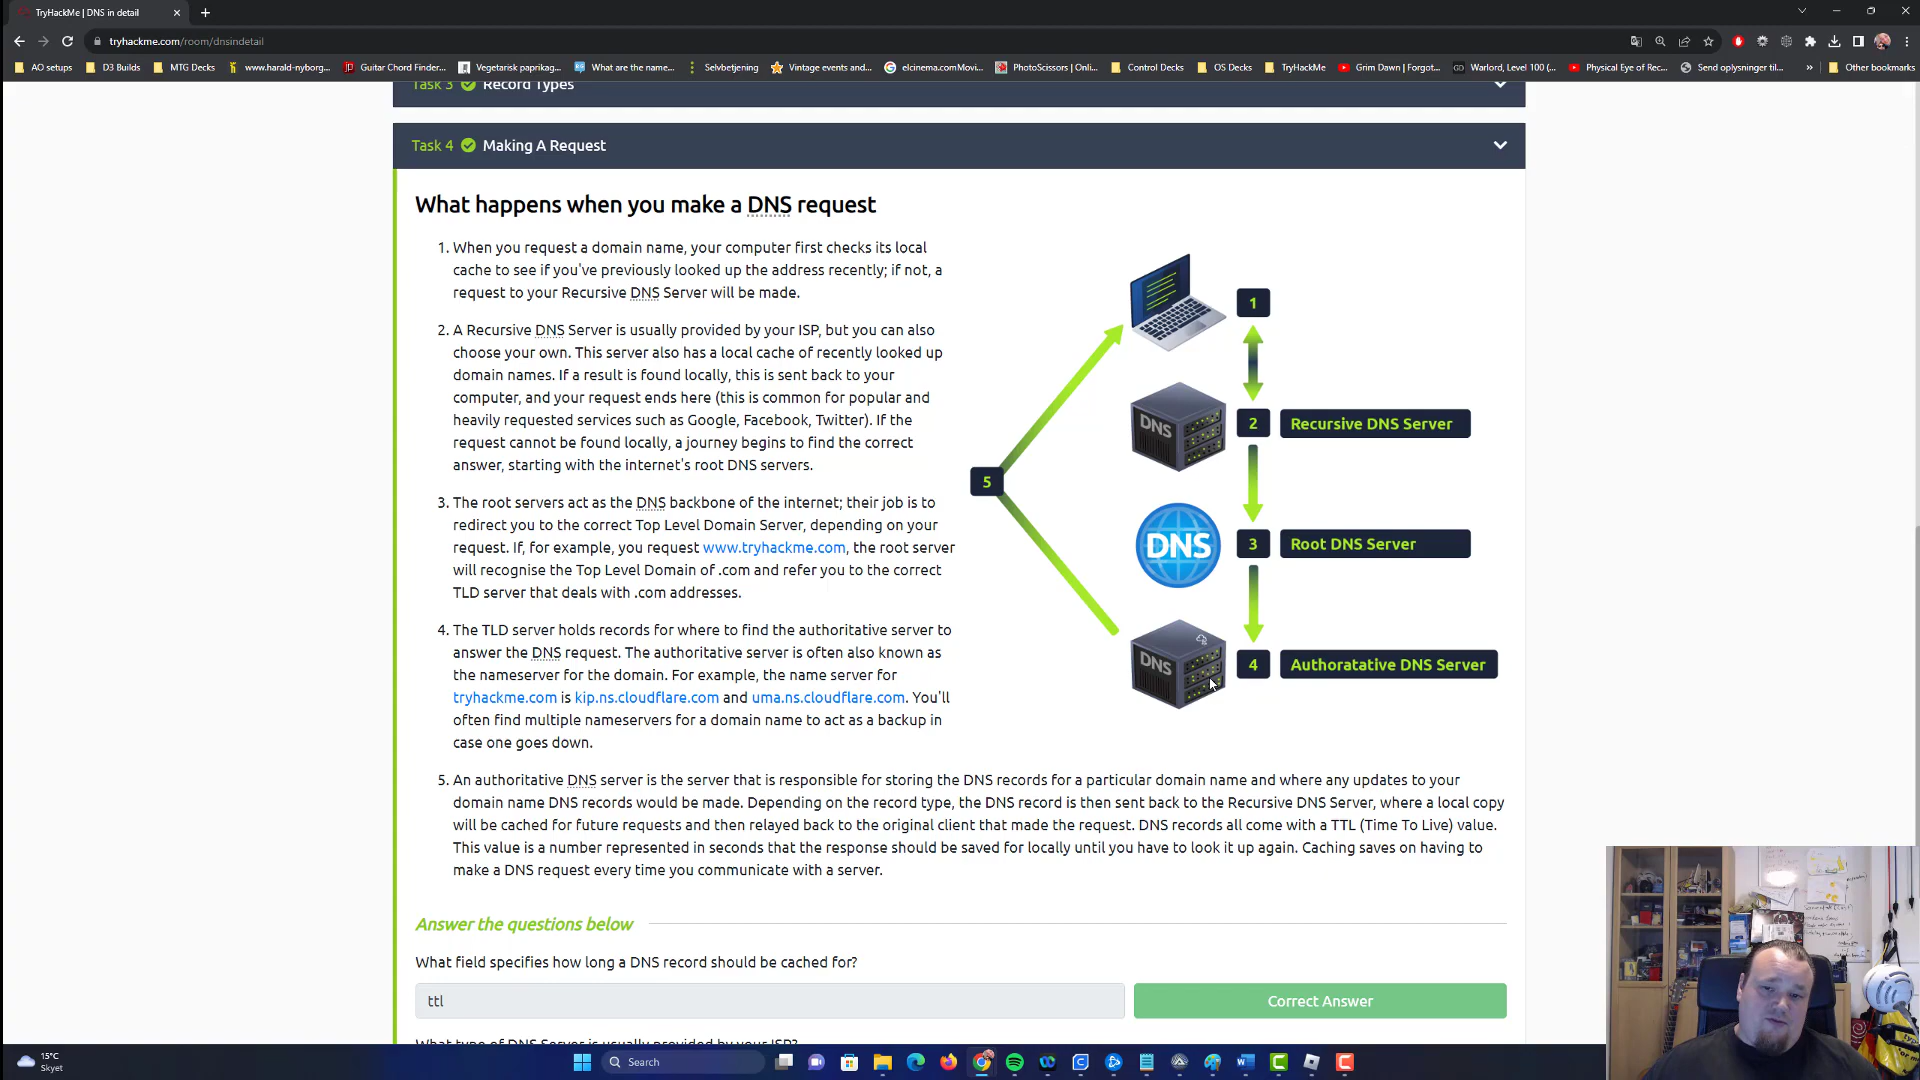 TryHackMe | DNS in detail
tryhackme.com/room/dnsindetail
AO setups
D3 Builds
MTG Decks
www.harald-nyborg...
Guitar Chord Finder...
Vegetarisk paprikag...
What are the name...
Selvbetjening
Vintage events and...
elcinema.comMovi...
PhotoScissors | Onli...
Control Decks
OS Decks
TryHackMe
Grim Dawn | Forgot...
Warlord, Level 100 (...
Physical Eye of Rec...
Send oplysninger til...
Other bookmarks
Task 3 Record Types
Task 4 Making A Request
What happens when you make a DNS request
1. When you request a domain name, your computer first checks its local
cache to see if you've previously looked up the address recently; if not, a
request to your Recursive DNS Server will be made.
2. A Recursive DNS Server is usually provided by your ISP, but you can also
choose your own. This server also has a local cache of recently looked up
domain names. If a result is found locally, this is sent back to your
computer, and your request ends here (this is common for popular and
heavily requested services such as Google, Facebook, Twitter). If the
request cannot be found locally, a journey begins to find the correct
answer, starting with the internet's root DNS servers.
3. The root servers act as the DNS backbone of the internet; their job is to
redirect you to the correct Top Level Domain Server, depending on your
request. If, for example, you request www.tryhackme.com, the root server
will recognise the Top Level Domain of .com and refer you to the correct
TLD server that deals with .com addresses.
4. The TLD server holds records for where to find the authoritative server to
answer the DNS request. The authoritative server is often also known as
the nameserver for the domain. For example, the name server for
tryhackme.com is kip.ns.cloudflare.com and uma.ns.cloudflare.com. You'll
often find multiple nameservers for a domain name to act as a backup in
case one goes down.
5. An authoritative DNS server is the server that is responsible for storing the DNS records for a particular domain name and where any updates to your
domain name DNS records would be made. Depending on the record type, the DNS record is then sent back to the Recursive DNS Server, where a local copy
will be cached for future requests and then relayed back to the original client that made the request. DNS records all come with a TTL (Time To Live) value.
This value is a number represented in seconds that the response should be saved for locally until you have to look it up again. Caching saves on having to
make a DNS request every time you communicate with a server.
1
DNS
2
Recursive DNS Server
5
DNS
3
Root DNS Server
DNS
4
Authoratative DNS Server
Answer the questions below
What field specifies how long a DNS record should be cached for?
ttl
Correct Answer
What type of DNS Server is usually provided by your ISP?
15°C
Skyet
Search